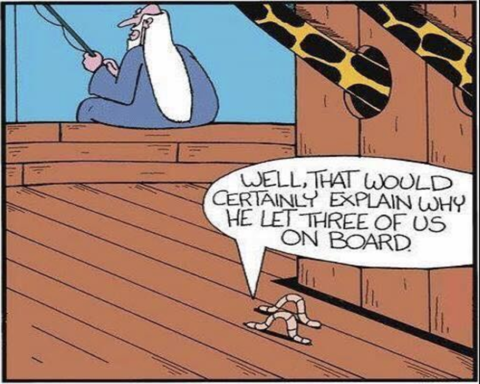 WELL, THAT WOULD
CERTAINLY EXPLAIN WHY
HE LET THREE OF US
ON BOARD.